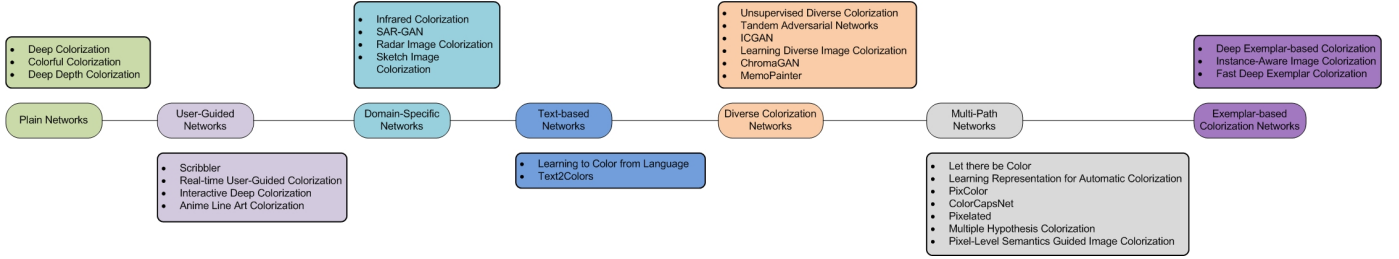 Deep Colorization
Colorful Colorization
Deep Depth Colorization
Plain Networks
User-Guided
Networks
Scribbler
Real-time User-Guided Colorization
Interactive Deep Colorization
Anime Line Art Colorization
Infrared Colorization
SAR-GAN
Radar Image Colorization
Sketch Image
Colorization
Domain-Specific
Networks
Text-based
Networks
Learning to Color from Language
Text2Colors
Unsupervised Diverse Colorization
Tandem Adversarial Networks
ICGAN
Learning Diverse Image Colorization
ChromaGAN
MemoPainter
Diverse Colorization
Networks
Multi-Path
Networks
Let there be Color
Learning Representation for Automatic Colorization
PixColor
ColorCapsNet
Pixelated
Multiple Hypothesis Colorization
Pixel-Level Semantics Guided Image Colorization
Deep Exemplar-based Colorization
Instance-Aware Image Colorization
Fast Deep Exemplar Colorization
Exemplar-based
Colorization Networks